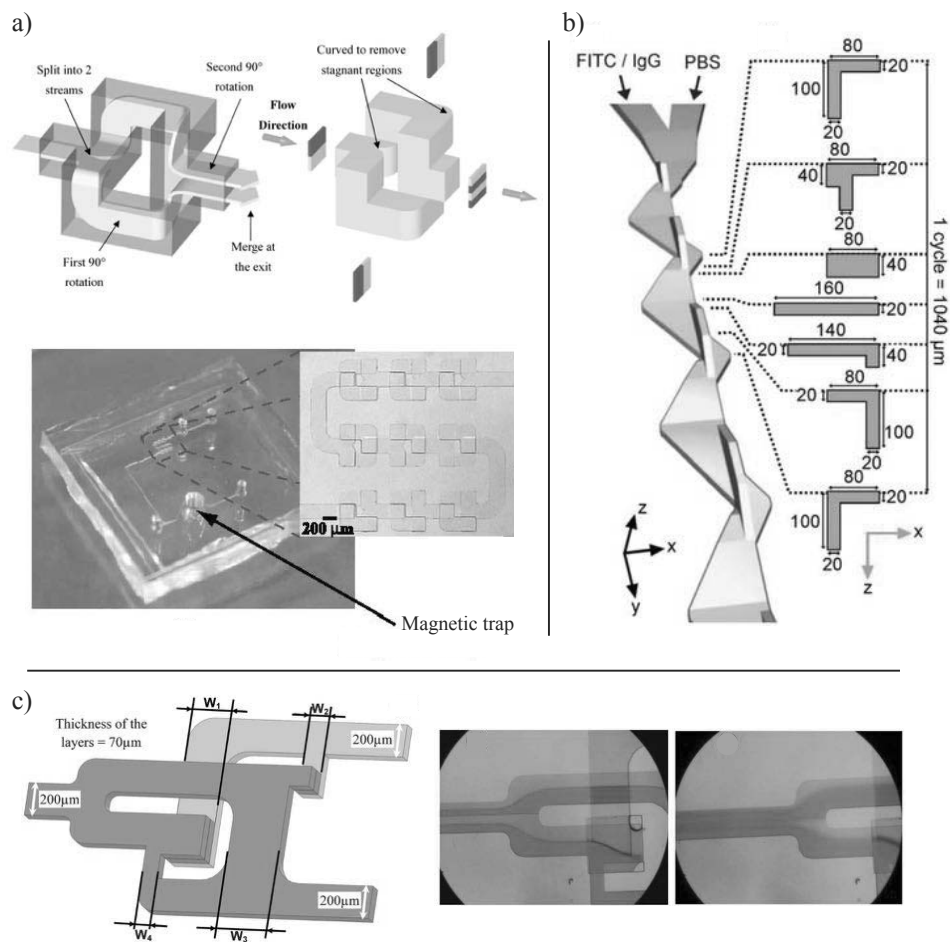 a)
Split into 2
streams
Second 90°
rotation
First 90°
rotation
Merge at
the exit
Flow
Direction
Curved to remove
stagnant regions
200 µm
Magnetic trap
b)
FITC / IgG
PBS
z
x
y
80
20
100
20
80
20
40
20
80
40
160
20
140
20
40
80
20
100
20
80
20
100
20
x
z
1 cycle = 1040 µm
c)
Thickness of the
layers = 70µm
W1
W2
200µm
200µm
200µm
W4
W3